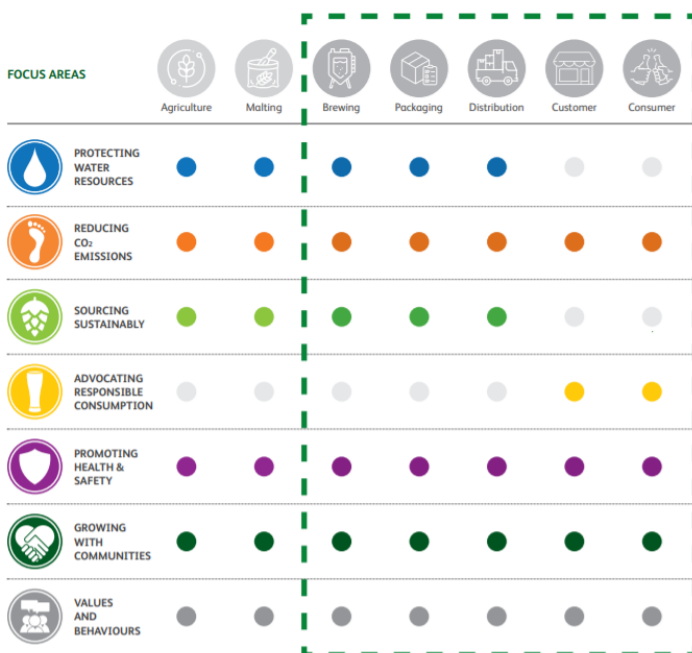 FOCUS AREAS
Agriculture
Malting
Brewing
Packaging
Distribution
Customer
Consumer
PROTECTING
WATER
RESOURCES
REDUCING
CO₂
EMISSIONS
SOURCING
SUSTAINABLY
ADVOCATING
RESPONSIBLE
CONSUMPTION
PROMOTING
HEALTH &
SAFETY
GROWING
WITH
COMMUNITIES
VALUES
AND
BEHAVIOURS